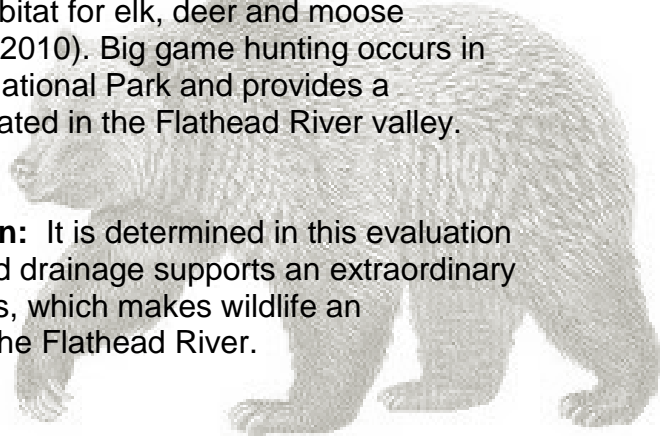 bitat for elk, deer and moose
2010). Big game hunting occurs in
ational Park and provides a
ated in the Flathead River valley.
n: It is determined in this evaluation
d drainage supports an extraordinary
s, which makes wildlife an
he Flathead River.